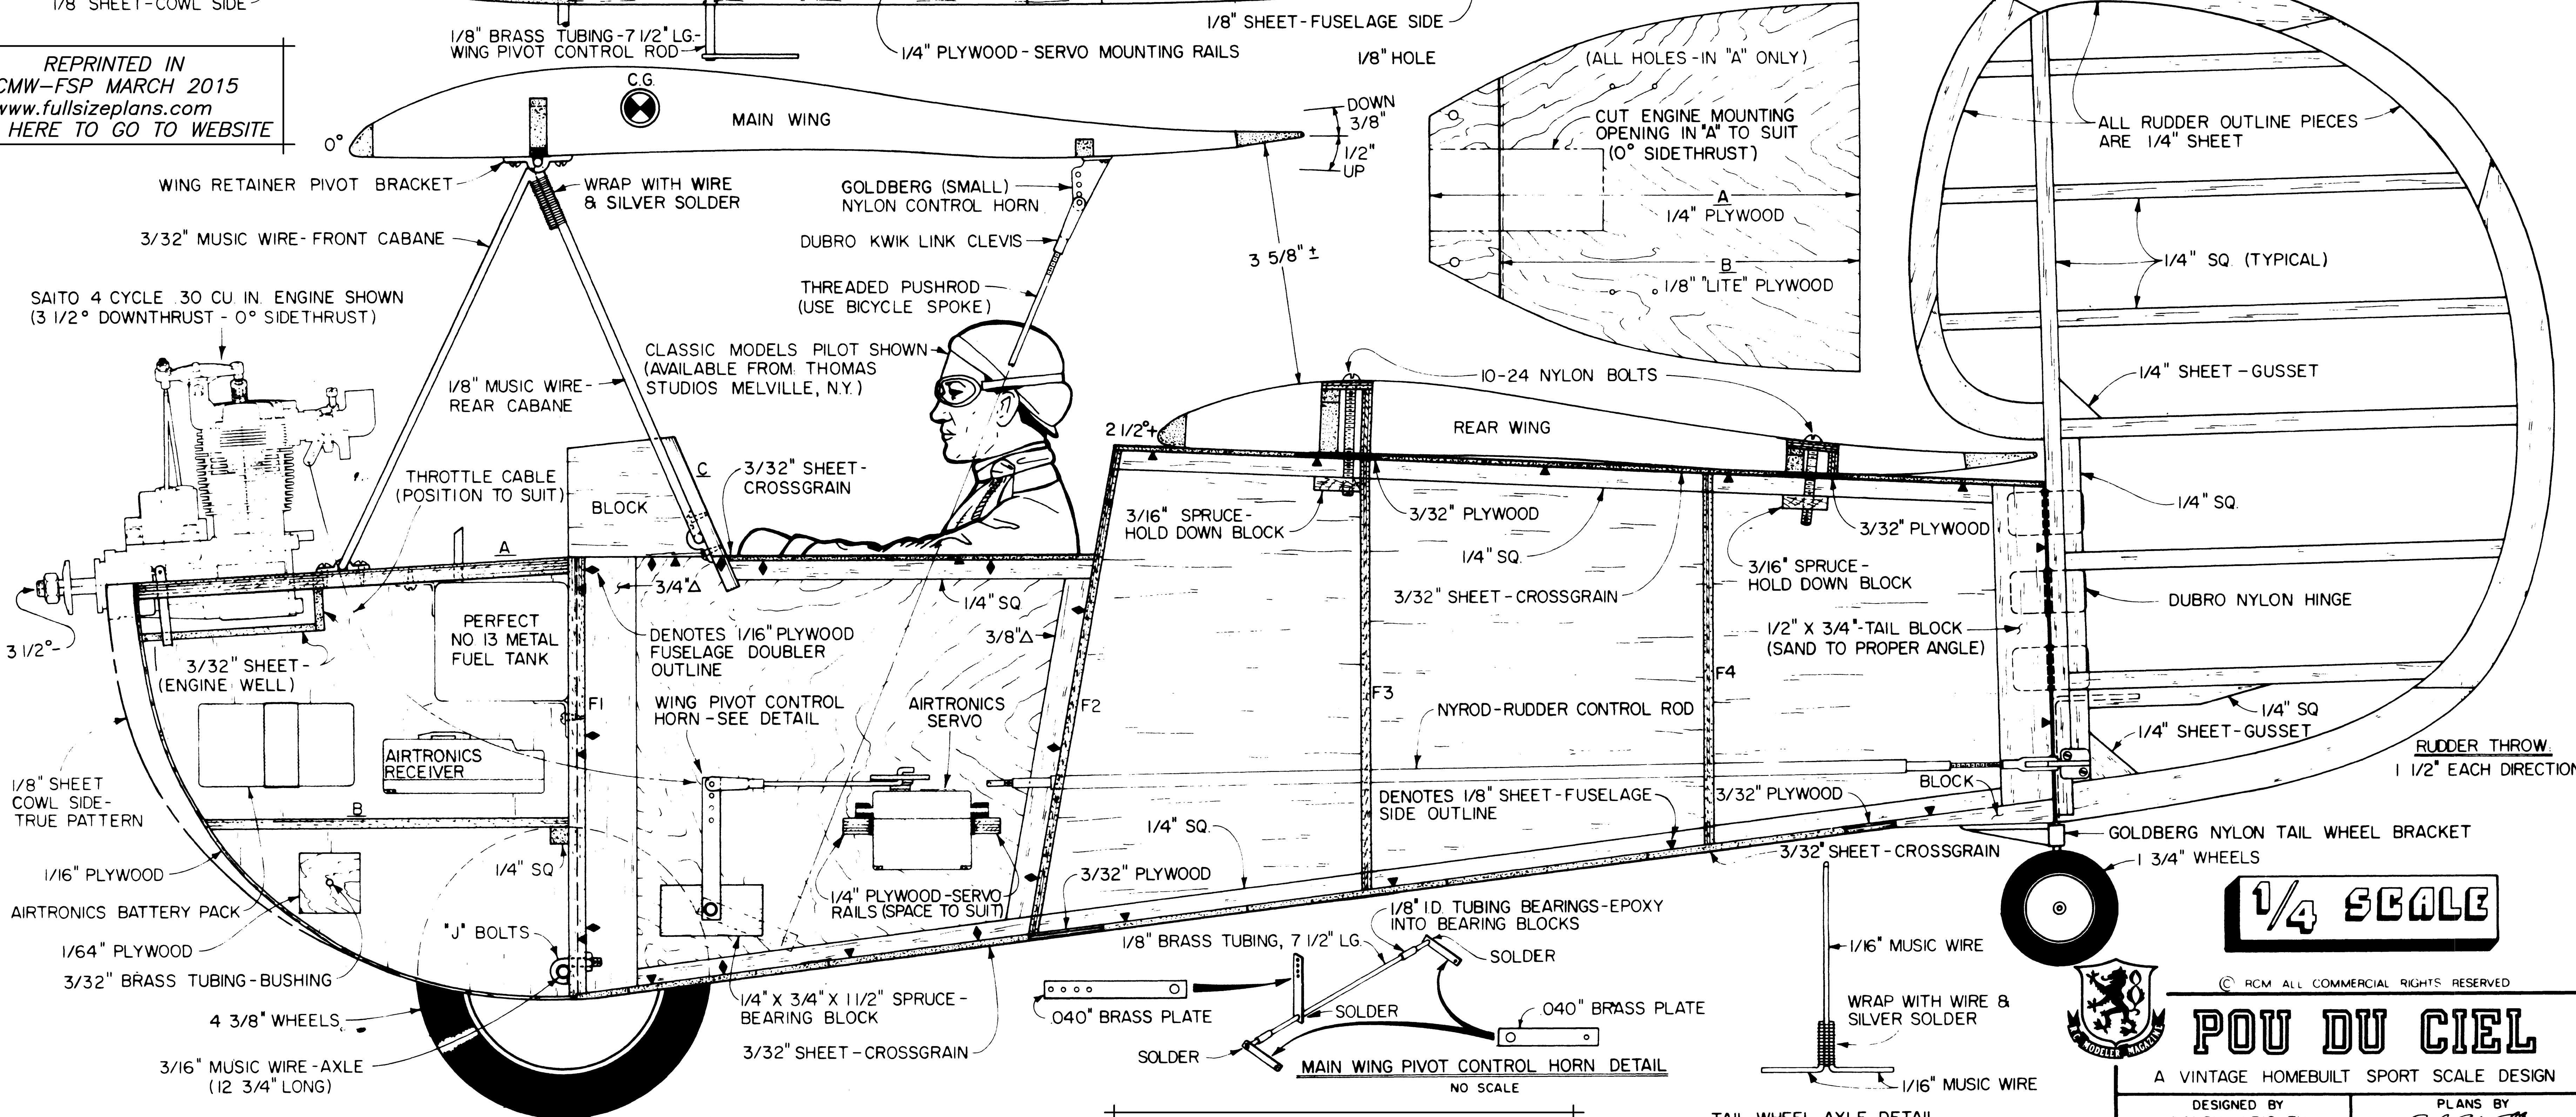 1/8" SHEET-COWL SIDE
1/8" BRASS TUBING-7 1/2" LG.-
WING PIVOT CONTROL ROD
1/4" PLYWOOD-SERVO MOUNTING RAILS
1/8" SHEET-FUSELAGE SIDE
1/8" HOLE
REPRINTED IN
CMW-FSP MARCH 2015
www.fullsizeplans.com
HERE TO GO TO WEBSITE
C.G.
MAIN WING
0°
DOWN
3/8"
1/2"
UP
(ALL HOLES-IN "A" ONLY)
CUT ENGINE MOUNTING
OPENING IN "A" TO SUIT
(0° SIDETHRUST)
A
1/4" PLYWOOD
B
1/8" "LITE" PLYWOOD
ALL RUDDER OUTLINE PIECES
ARE 1/4" SHEET
WING RETAINER PIVOT BRACKET
WRAP WITH WIRE
& SILVER SOLDER
GOLDBERG (SMALL)
NYLON CONTROL HORN
3/32" MUSIC WIRE-FRONT CABANE
DUBRO KWIK LINK CLEVIS
3 5/8" ±
1/4" SQ. (TYPICAL)
THREADED PUSHROD
(USE BICYCLE SPOKE)
SAITO 4 CYCLE .30 CU. IN. ENGINE SHOWN
(3 1/2° DOWNTHRUST - 0° SIDETHRUST)
CLASSIC MODELS PILOT SHOWN
(AVAILABLE FROM: THOMAS
STUDIOS MELVILLE, N.Y.)
1/8" MUSIC WIRE-
REAR CABANE
10-24 NYLON BOLTS
1/4" SHEET-GUSSET
2 1/2°+
REAR WING
THROTTLE CABLE
(POSITION TO SUIT)
BLOCK
C
3/32" SHEET-
CROSSGRAIN
3/16" SPRUCE-
HOLD DOWN BLOCK
3/32" PLYWOOD
1/4" SQ.
3/32" PLYWOOD
1/4" SQ.
3/16" SPRUCE-
HOLD DOWN BLOCK
3/32" SHEET-CROSSGRAIN
DUBRO NYLON HINGE
A
3/4"△
1/4" SQ
3 1/2°-
PERFECT
NO 13 METAL
FUEL TANK
DENOTES 1/16" PLYWOOD
FUSELAGE DOUBLER
OUTLINE
3/8"△
1/2" X 3/4"-TAIL BLOCK
(SAND TO PROPER ANGLE)
3/32" SHEET-
(ENGINE WELL)
F1
F2
F3
F4
WING PIVOT CONTROL
HORN-SEE DETAIL
AIRTRONICS
SERVO
NYROD-RUDDER CONTROL ROD
1/4" SQ
1/4" SHEET-GUSSET
RUDDER THROW:
1 1/2" EACH DIRECTION
AIRTRONICS
RECEIVER
1/8" SHEET
COWL SIDE-
TRUE PATTERN
B
BLOCK
DENOTES 1/8" SHEET-FUSELAGE
SIDE OUTLINE
3/32" PLYWOOD
1/4" SQ.
GOLDBERG NYLON TAIL WHEEL BRACKET
3/32" SHEET-CROSSGRAIN
1 3/4" WHEELS
1/16" PLYWOOD
1/4" SQ
3/32" PLYWOOD
1/4" PLYWOOD-SERVO
RAILS (SPACE TO SUIT)
AIRTRONICS BATTERY PACK
"J" BOLTS
1/64" PLYWOOD
3/32" BRASS TUBING-BUSHING
1/8" I.D. TUBING BEARINGS-EPOXY
INTO BEARING BLOCKS
1/8" BRASS TUBING, 7 1/2" LG.
SOLDER
1/16" MUSIC WIRE
1/4 SCALE
© RCM ALL COMMERCIAL RIGHTS RESERVED
1/4" X 3/4" X 1 1/2" SPRUCE-
BEARING BLOCK
.040" BRASS PLATE
SOLDER
.040" BRASS PLATE
WRAP WITH WIRE &
SILVER SOLDER
4 3/8" WHEELS
3/32" SHEET-CROSSGRAIN
SOLDER
3/16" MUSIC WIRE-AXLE
(12 3/4" LONG)
MAIN WING PIVOT CONTROL HORN DETAIL
NO SCALE
1/16" MUSIC WIRE
R/C MODELER MAGAZINE
POU DU CIEL
A VINTAGE HOMEBUILT SPORT SCALE DESIGN
DESIGNED BY
PLANS BY
TAIL WHEEL AXLE DETAIL